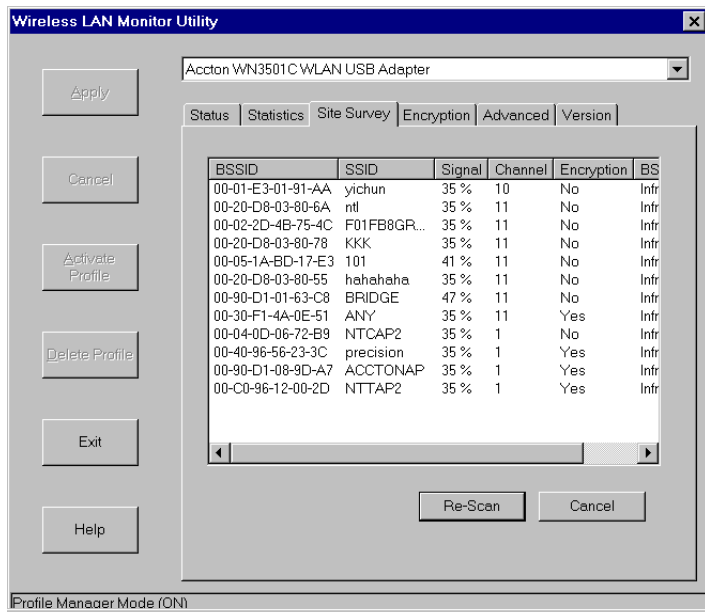 Wireless LAN Monitor Utility
Accton WN3501C WLAN USB Adapter
Apply
Cancel
Activate Profile
Delete Profile
Exit
Help
Status Statistics Site Survey Encryption Advanced Version
BSSID SSID Signal Channel Encryption BS
00-01-E3-01-91-AA yichun 35 % 10 No Infr
00-20-D8-03-80-6A ntl 35 % 11 No Infr
00-02-2D-4B-75-4C F01FB8GR... 35 % 11 No Infr
00-20-D8-03-80-78 KKK 35 % 11 No Infr
00-05-1A-BD-17-E3 101 41 % 11 No Infr
00-20-D8-03-80-55 hahahaha 35 % 11 No Infr
00-90-D1-01-63-C8 BRIDGE 47 % 11 No Infr
00-30-F1-4A-0E-51 ANY 35 % 11 Yes Infr
00-04-0D-06-72-B9 NTCAP2 35 % 1 No Infr
00-40-96-56-23-3C precision 35 % 1 Yes Infr
00-90-D1-08-9D-A7 ACCTONAP 35 % 1 Yes Infr
00-C0-96-12-00-2D NTTAP2 35 % 1 Yes Infr
Re-Scan Cancel
Profile Manager Mode (ON)